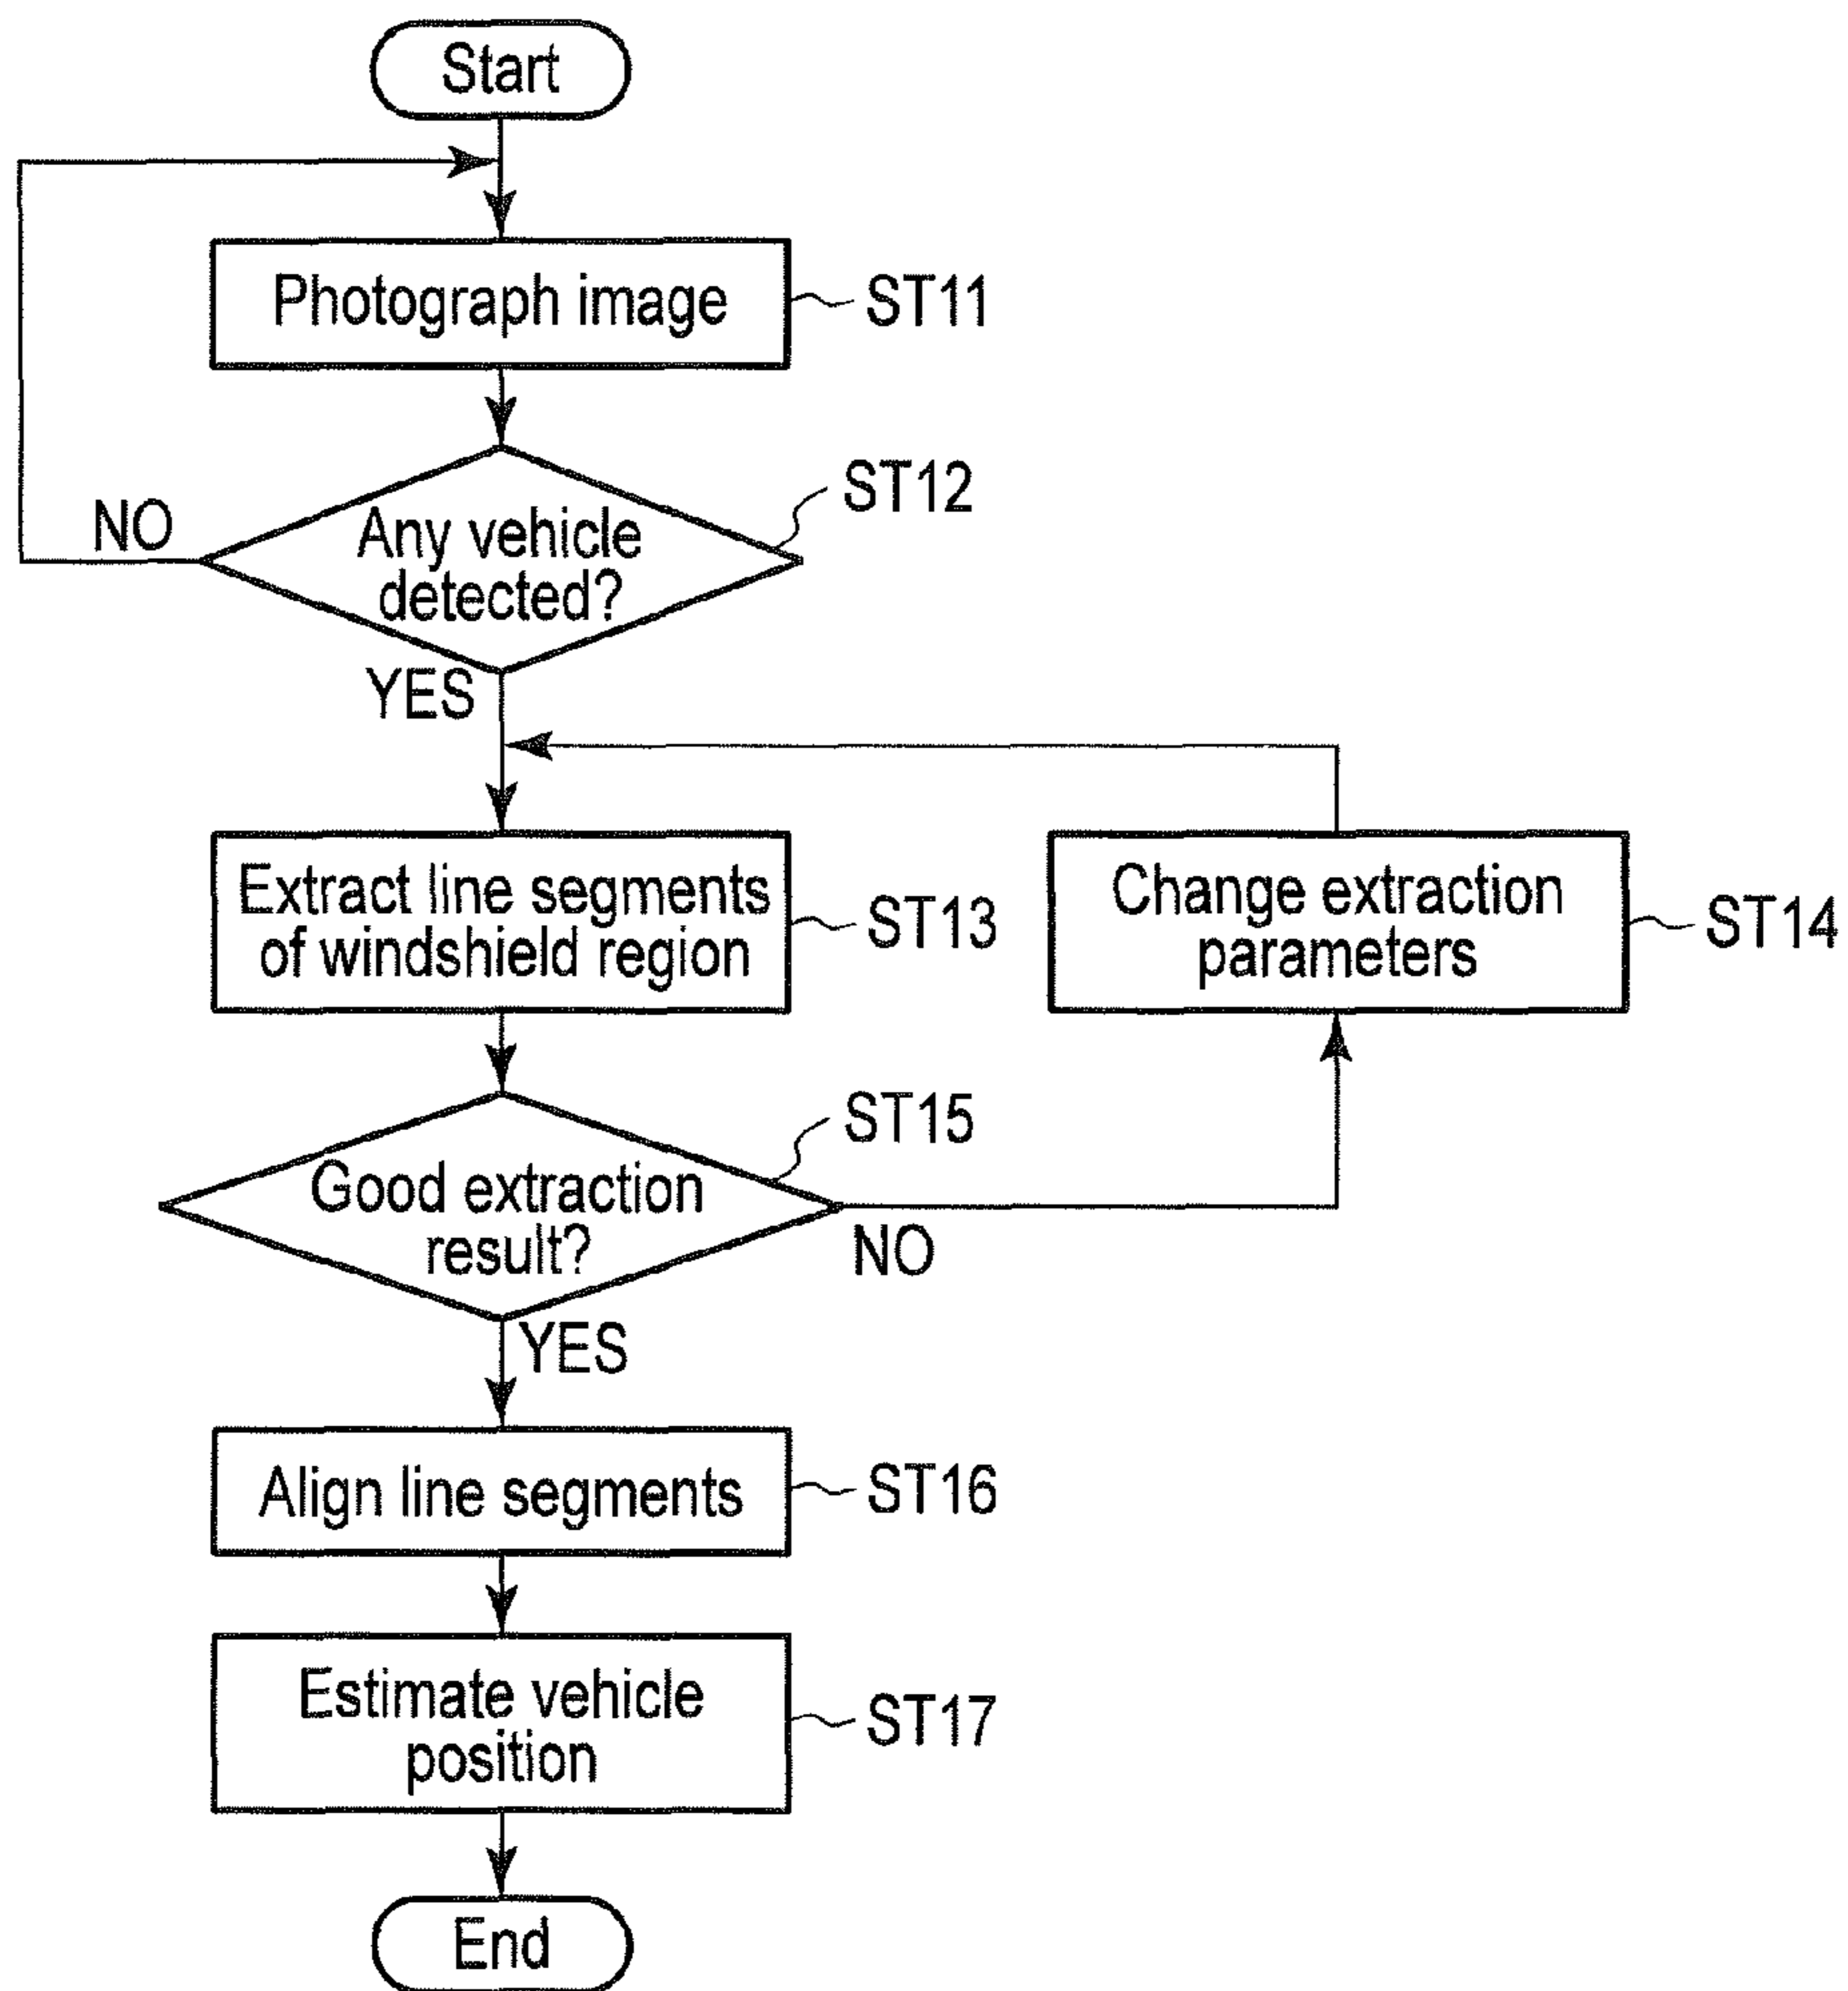 Start
Photograph image
ST11
ST12
NO
Any vehicle
detected?
YES
Extract line segments
of windshield region
ST13
Change extraction
parameters
ST14
ST15
Good extraction
result?
NO
YES
Align line segments
ST16
Estimate vehicle
position
ST17
End